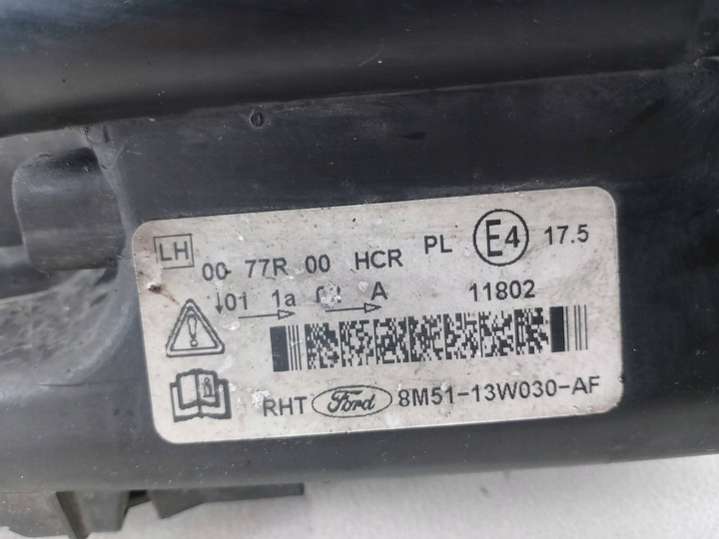 LH 00 77R 00 HCR PL E4 17.5
01 1a A 11802
RHT Ford 8M51-13W030-AF